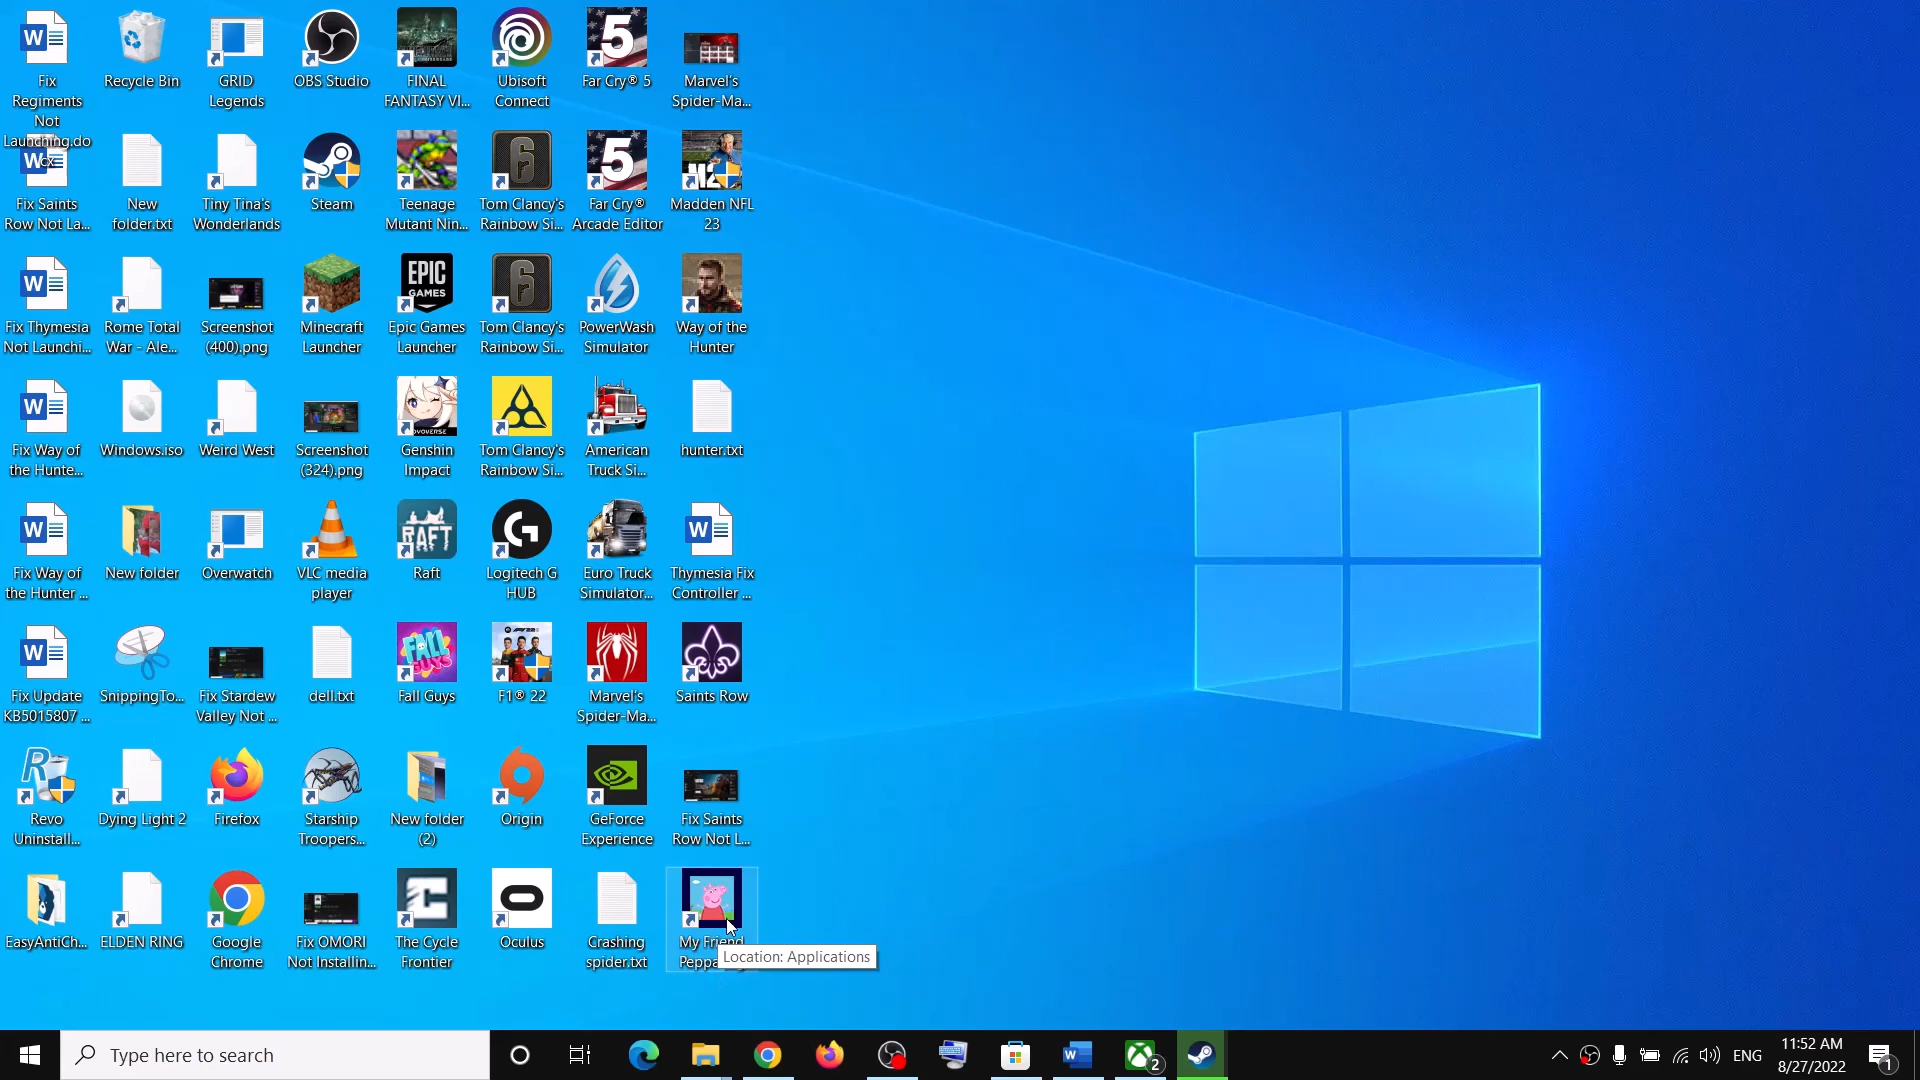 Fix
Regiments
Not
Launching.do
cx
Recycle Bin
GRID
Legends
OBS Studio
FINAL
FANTASY VI...
Ubisoft
Connect
Far Cry® 5
Marvel's
Spider-Ma...
Fix Saints
Row Not La...
New
folder.txt
Tiny Tina's
Wonderlands
Steam
Teenage
Mutant Nin...
Tom Clancy's
Rainbow Si...
Far Cry®
Arcade Editor
Madden NFL
23
Fix Thymesia
Not Launchi...
Rome Total
War - Ale...
Screenshot
(400).png
Minecraft
Launcher
EPIC
GAMES
Epic Games
Launcher
Tom Clancy's
Rainbow Si...
PowerWash
Simulator
Way of the
Hunter
Fix Way of
the Hunte...
Windows.iso
Weird West
Screenshot
(324).png
Genshin
Impact
Tom Clancy's
Rainbow Si...
American
Truck Si...
hunter.txt
Fix Way of
the Hunter ...
New folder
Overwatch
VLC media
player
RAFT
Raft
Logitech G
HUB
Euro Truck
Simulator...
Thymesia Fix
Controller ...
Fix Update
KB5015807 ...
SnippingTo...
Fix Stardew
Valley Not ...
dell.txt
FALL
GUYS
Fall Guys
F1® 22
Marvel's
Spider-Ma...
Saints Row
Revo
Uninstall...
Dying Light 2
Firefox
Starship
Troopers...
New folder
(2)
Origin
GeForce
Experience
Fix Saints
Row Not L...
EasyAntiCh...
ELDEN RING
Google
Chrome
Fix OMORI
Not Installin...
The Cycle
Frontier
Oculus
Crashing
spider.txt
My Friend
Location: Applications
Type here to search
2
ENG
11:52 AM
8/27/2022
1